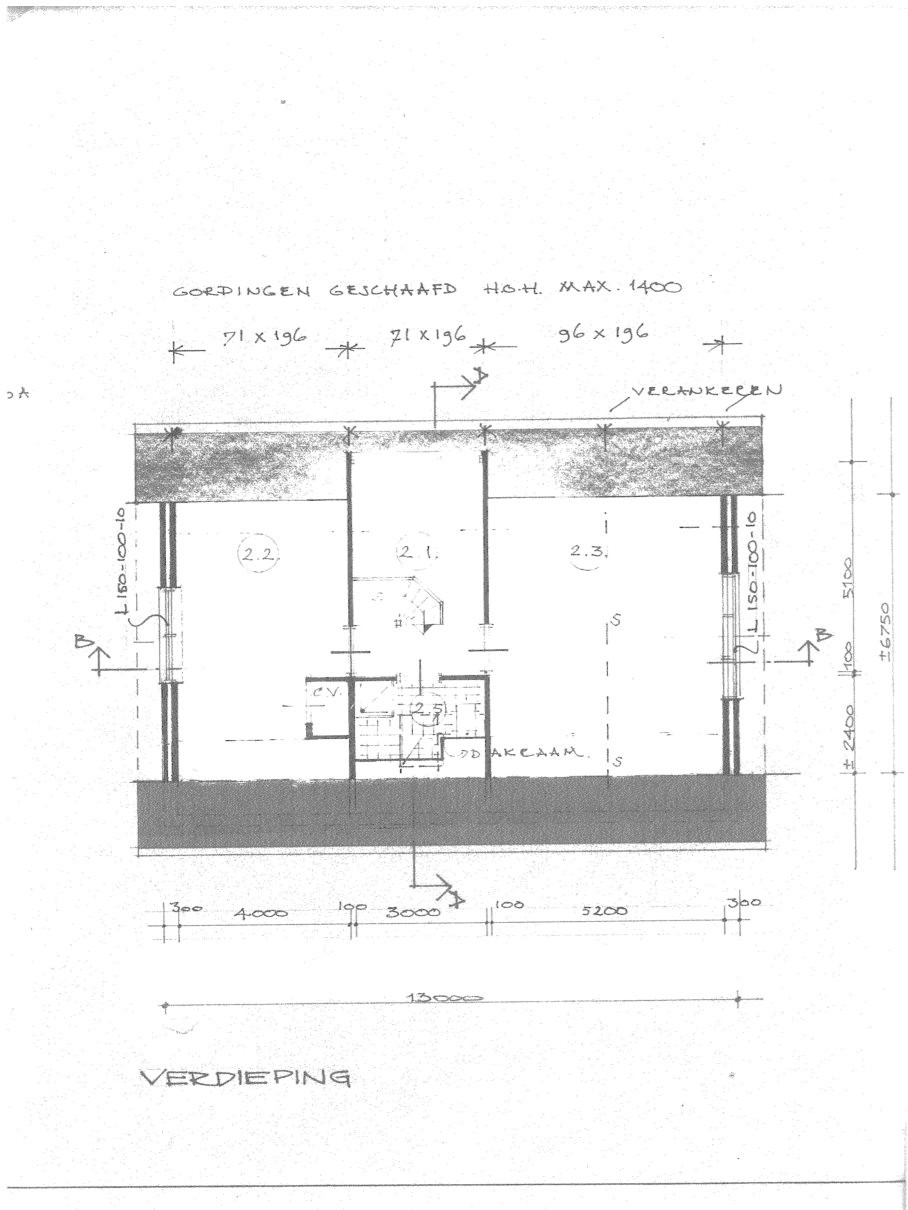 GORDINGEN GESCHAAFD H.O.H. MAX. 1400
71 x 196
71 x 196
96 x 196
A
VERANKEREN
L 150-100-10
2.2.
2.1.
2.3.
L 150-100-10
5100
±6750
S
B
B
100
C.V.
2.5
DAKRAAM.
S
± 2400
A
300
4000
100
3000
100
5200
300
13000
VERDIEPING